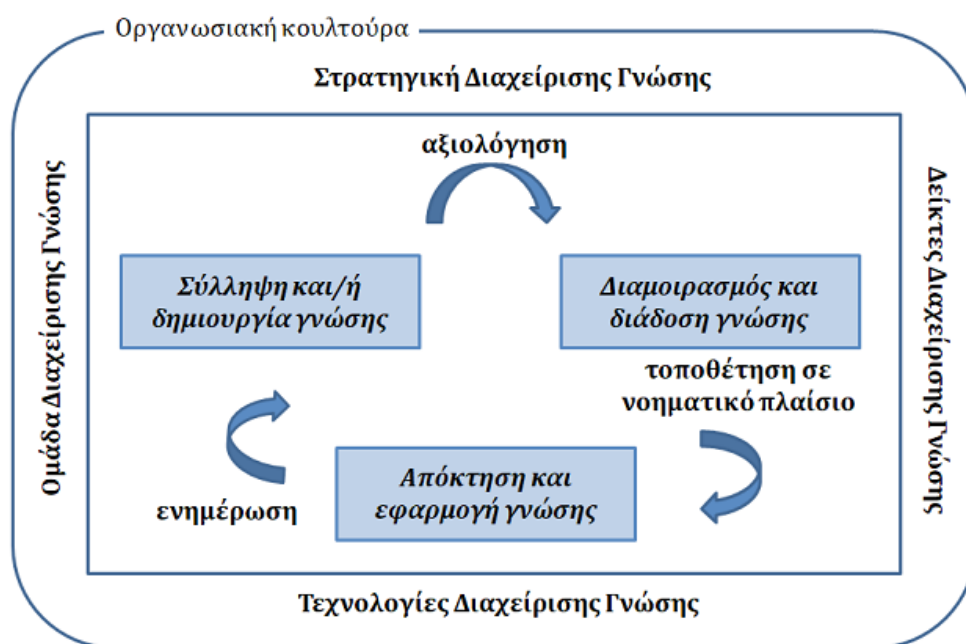 Οργανωσιακή κουλτούρα
Στρατηγική Διαχείρισης Γνώσης
Ομάδα Διαχείρισης Γνώσης
αξιολόγηση
Σύλληψη και/ή
δημιουργία γνώσης
Διαμοιρασμός και
διάδοση γνώσης
τοποθέτηση σε
νοηματικό πλαίσιο
Απόκτηση και
εφαρμογή γνώσης
ενημέρωση
Δείκτες Διαχείρισης Γνώσης
Τεχνολογίες Διαχείρισης Γνώσης